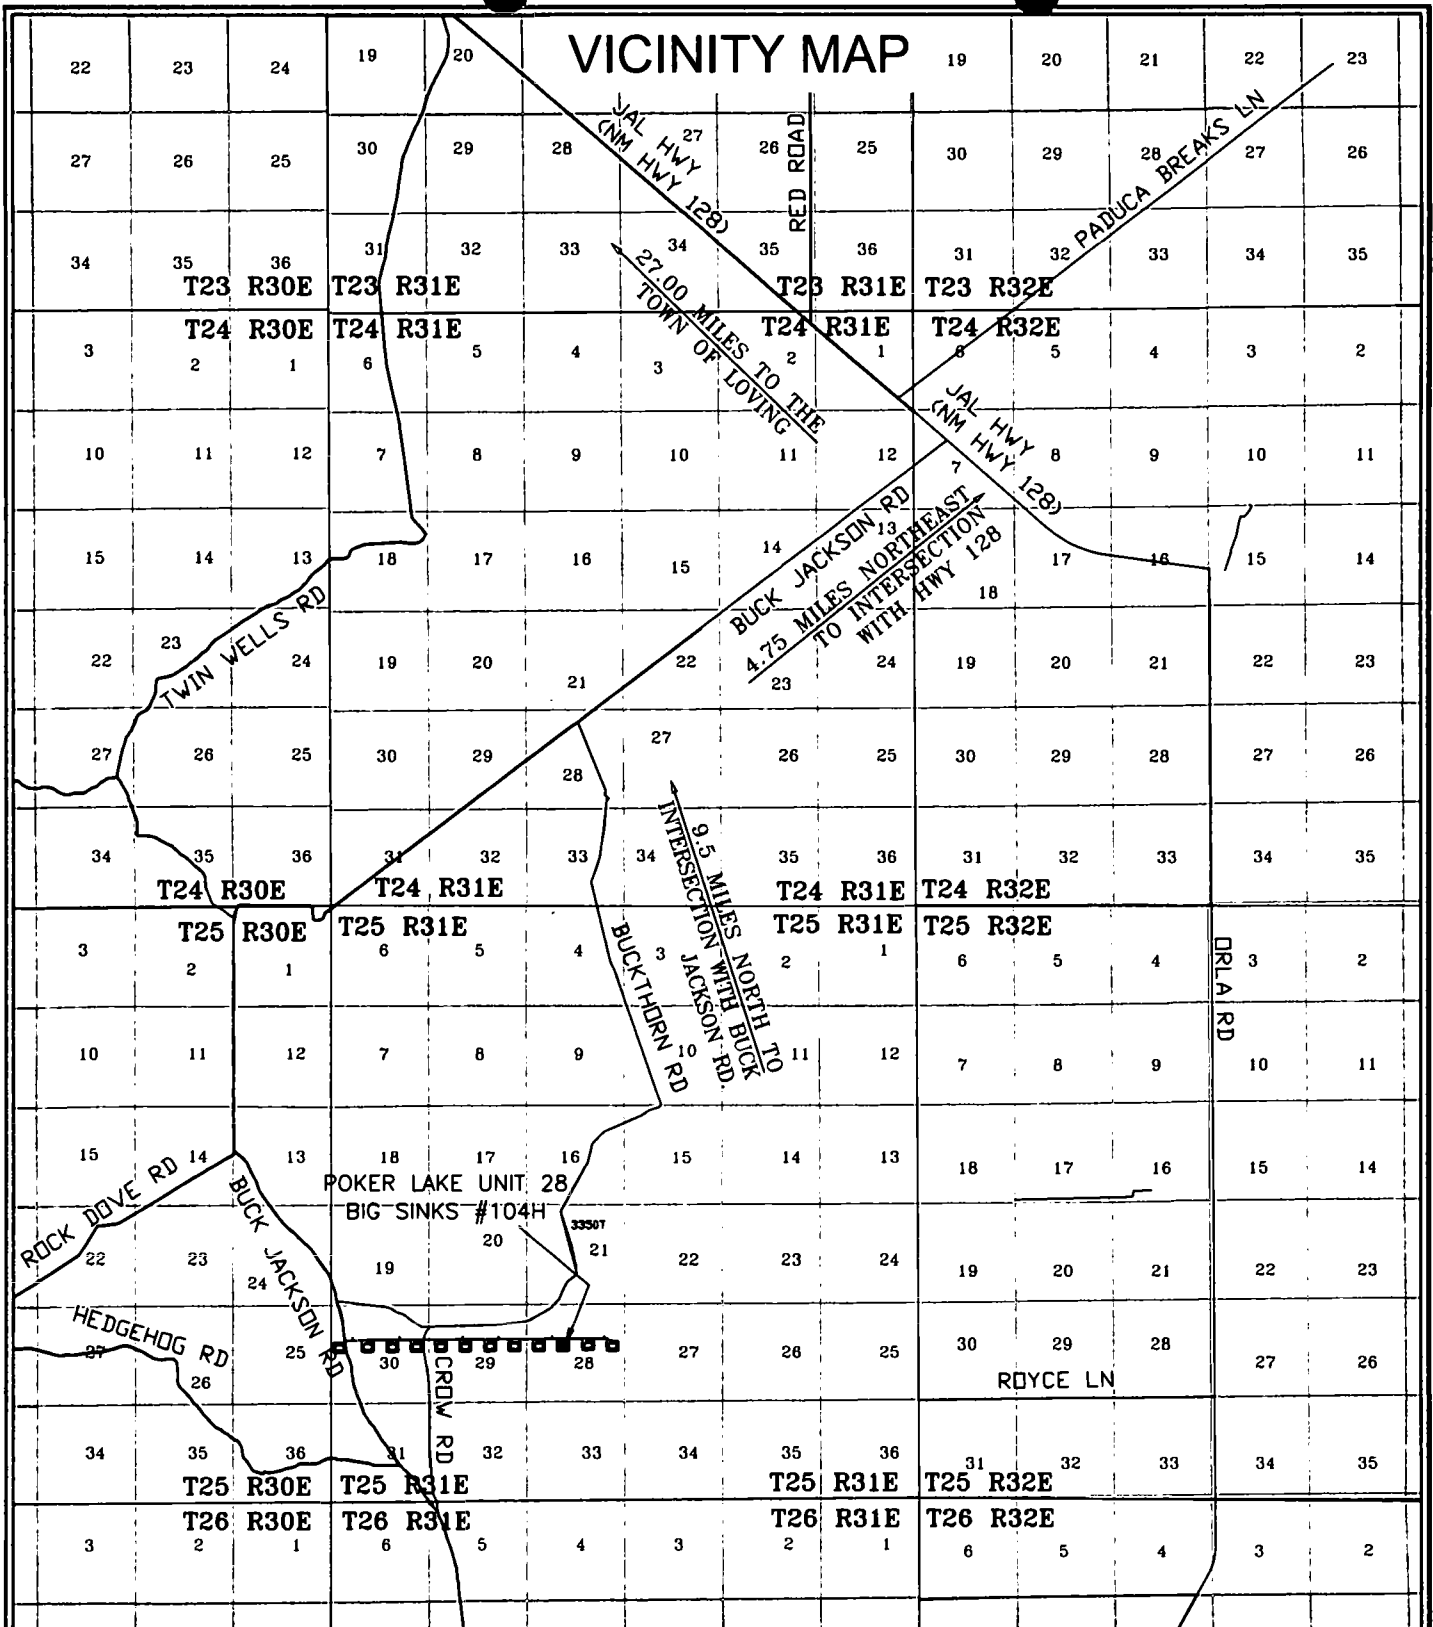 VICINITY MAP
22 23 24 19 20 19 20 21 22 23
JAL HWY
(NM HWY 128)
RED ROAD
PADUCA BREAKS LN
27 26 25 30 29 28 27 26 25 30 29 28 27 26
34 35 36 31 32 33 34 35 36 31 32 33 34 35
T23 R30E T23 R31E T23 R31E T23 R32E
T24 R30E T24 R31E T24 R31E T24 R32E
27.00 MILES TO THE
TOWN OF LOVING
3 2 1 6 5 4 3 2 1 6 5 4 3 2
JAL HWY
(NM HWY 128)
10 11 12 7 8 9 10 11 12 7 8 9 10 11
BUCK JACKSON RD
4.75 MILES NORTHEAST
TO INTERSECTION
WITH HWY 128
15 14 13 18 17 16 15 14 13 18 17 16 15 14
TWIN WELLS RD
22 23 24 19 20 21 22 23 24 19 20 21 22 23
27 26 25 30 29 28 27 26 25 30 29 28 27 26
9.5 MILES NORTH TO
INTERSECTION WITH BUCK
JACKSON RD.
34 35 36 31 32 33 34 35 36 31 32 33 34 35
T24 R30E T24 R31E T24 R31E T24 R32E
T25 R30E T25 R31E T25 R31E T25 R32E
BUCKTHORN RD
ORLA RD
3 2 1 6 5 4 3 2 1 6 5 4 3 2
10 11 12 7 8 9 10 11 12 7 8 9 10 11
15 14 13 18 17 16 15 14 13 18 17 16 15 14
ROCK DOVE RD
BUCK JACKSON RD
POKER LAKE UNIT 28
BIG SINKS #104H
3350'
22 23 24 19 20 21 22 23 24 19 20 21 22 23
HEDGEHOG RD
27 26 25 30 29 28 27 26 25 30 29 28 27 26
CROW RD
ROYCE LN
34 35 36 31 32 33 34 35 36 31 32 33 34 35
T25 R30E T25 R31E T25 R31E T25 R32E
T26 R30E T26 R31E T26 R31E T26 R32E
3 2 1 6 5 4 3 2 1 6 5 4 3 2